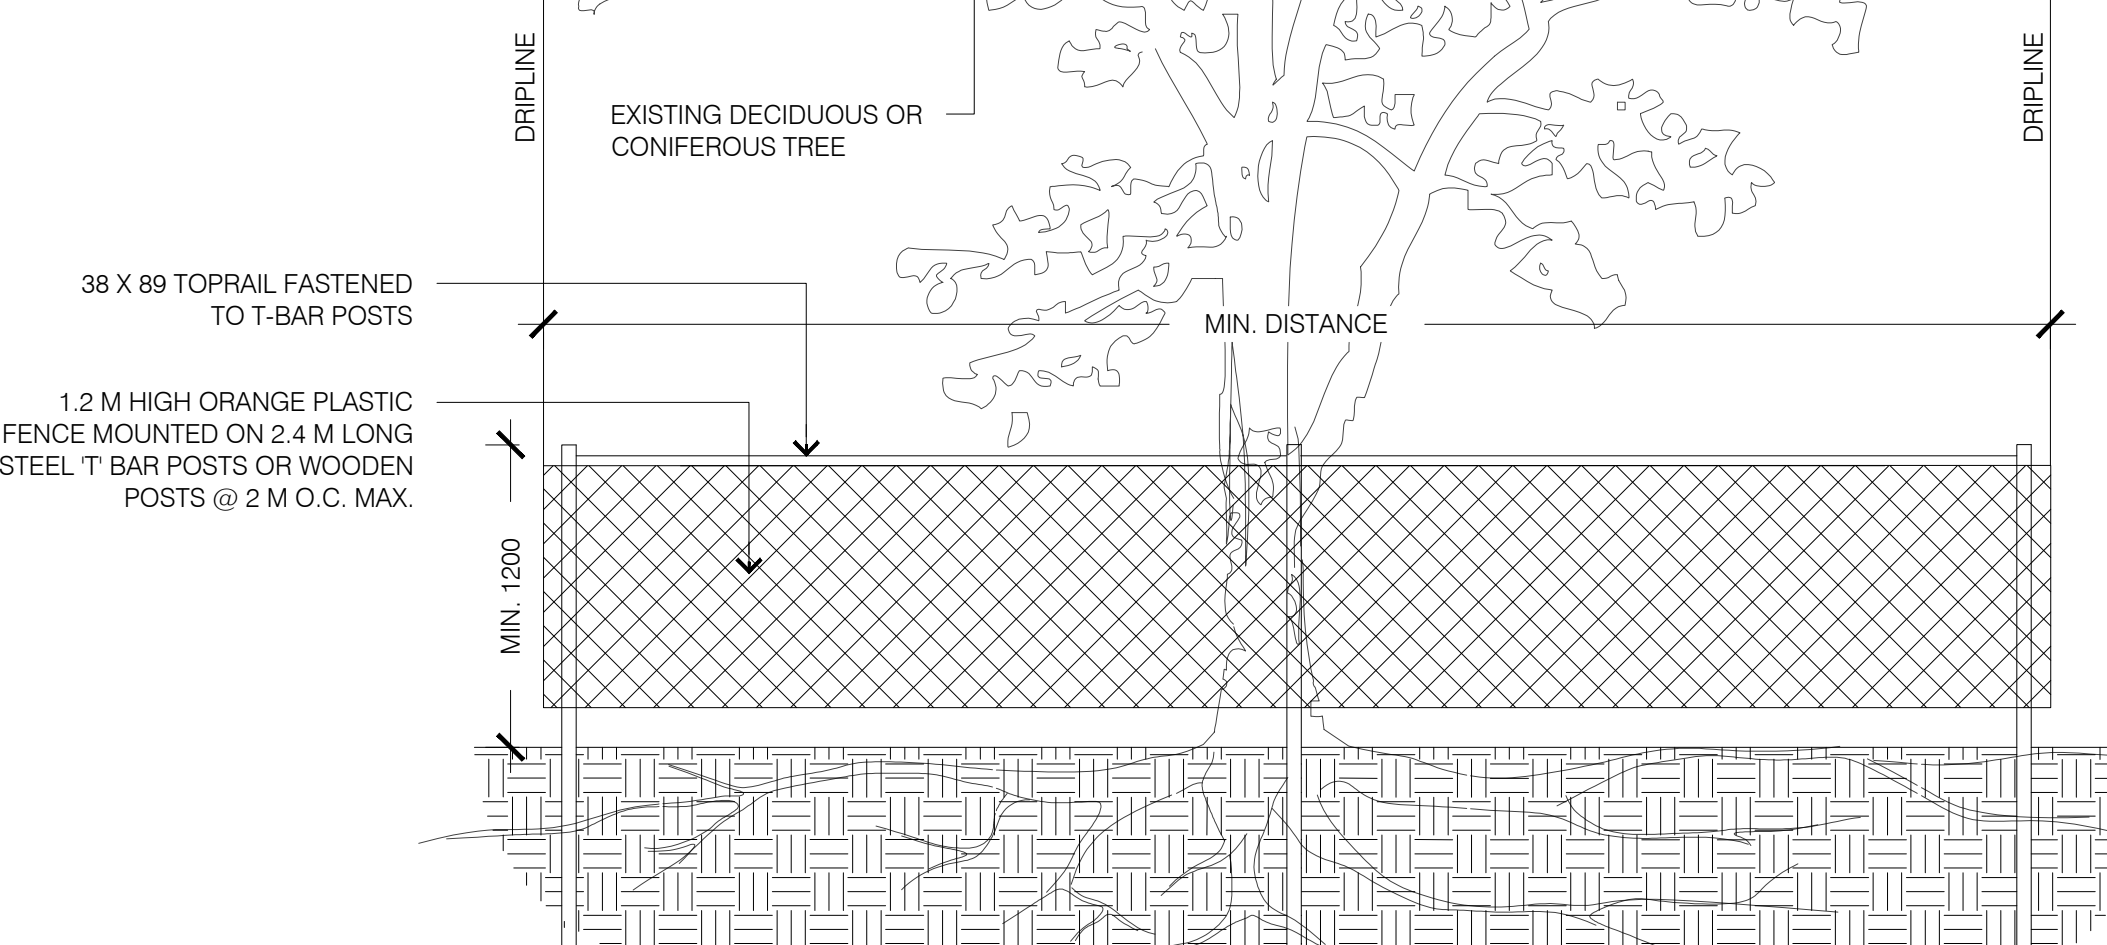 DRIPLINE
DRIPLINE
EXISTING DECIDUOUS OR
CONIFEROUS TREE
38 X 89 TOPRAIL FASTENED
TO T-BAR POSTS
MIN. DISTANCE
1.2 M HIGH ORANGE PLASTIC
FENCE MOUNTED ON 2.4 M LONG
STEEL 'T' BAR POSTS OR WOODEN
POSTS @ 2 M O.C. MAX.
MIN. 1200